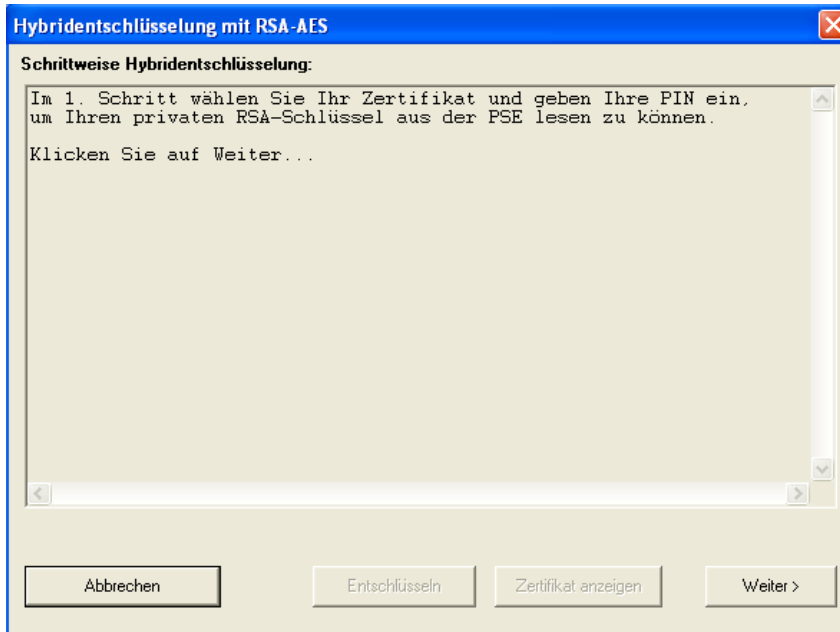 Hybridentschlüsselung mit RSA-AES
Schrittweise Hybridentschlüsselung:
Im 1. Schritt wählen Sie Ihr Zertifikat und geben Ihre PIN ein,
um Ihren privaten RSA-Schlüssel aus der PSE lesen zu können.
Klicken Sie auf Weiter...
Abbrechen
Entschlüsseln
Zertifikat anzeigen
Weiter >